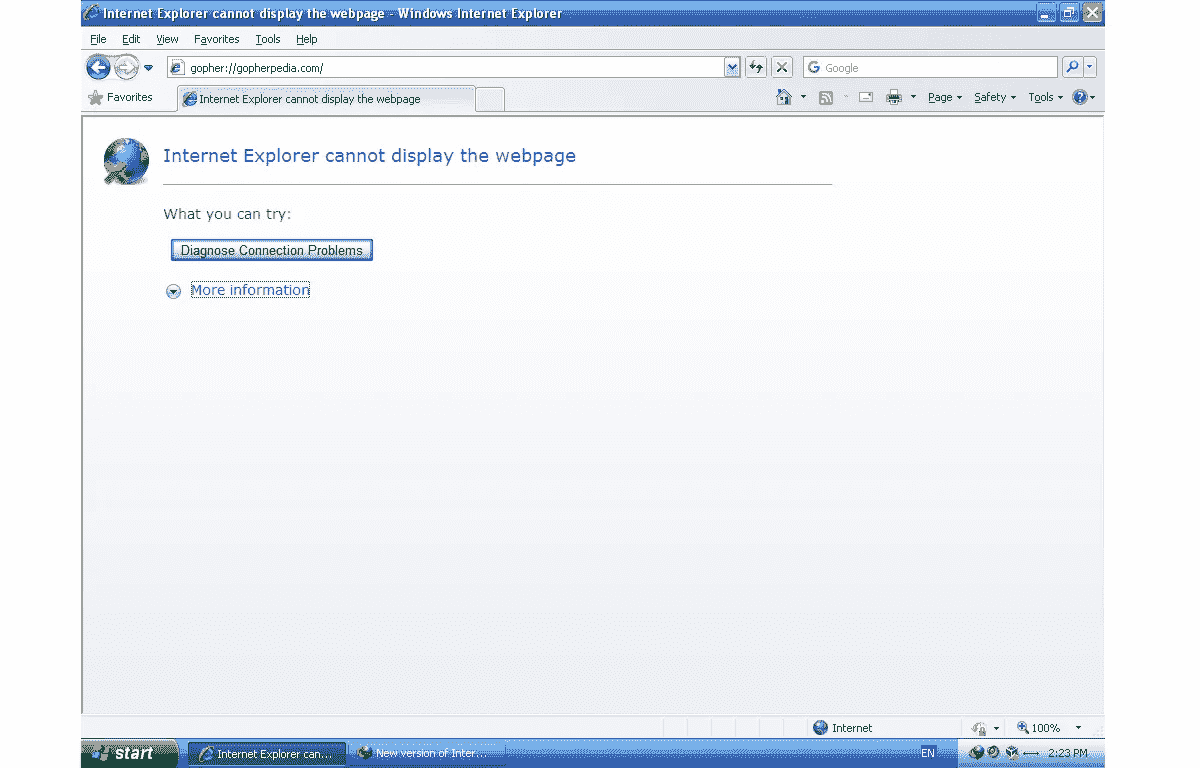 Internet Explorer cannot display the webpage - Windows Internet Explorer
File Edit View Favorites Tools Help
gopher://gopherpedia.com/
Google
Favorites
Internet Explorer cannot display the webpage
Page Safety Tools
Internet Explorer cannot display the webpage
What you can try:
Diagnose Connection Problems
More information
Internet
100%
start
Internet Explorer can...
New version of Inter...
EN
2:23 PM